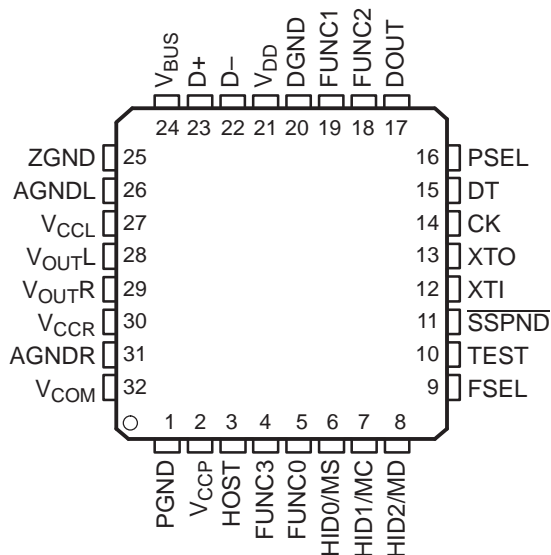 VBUS
D+
D–
VDD
DGND
FUNC1
FUNC2
DOUT
24 23 22 21 20 19 18 17
ZGND 25
AGNDL 26
VCCL 27
VOUTL 28
VOUTR 29
VCCR 30
AGNDR 31
VCOM 32
16 PSEL
15 DT
14 CK
13 XTO
12 XTI
11 SSPND
10 TEST
9 FSEL
1 2 3 4 5 6 7 8
PGND
VCCP
HOST
FUNC3
FUNC0
HID0/MS
HID1/MC
HID2/MD